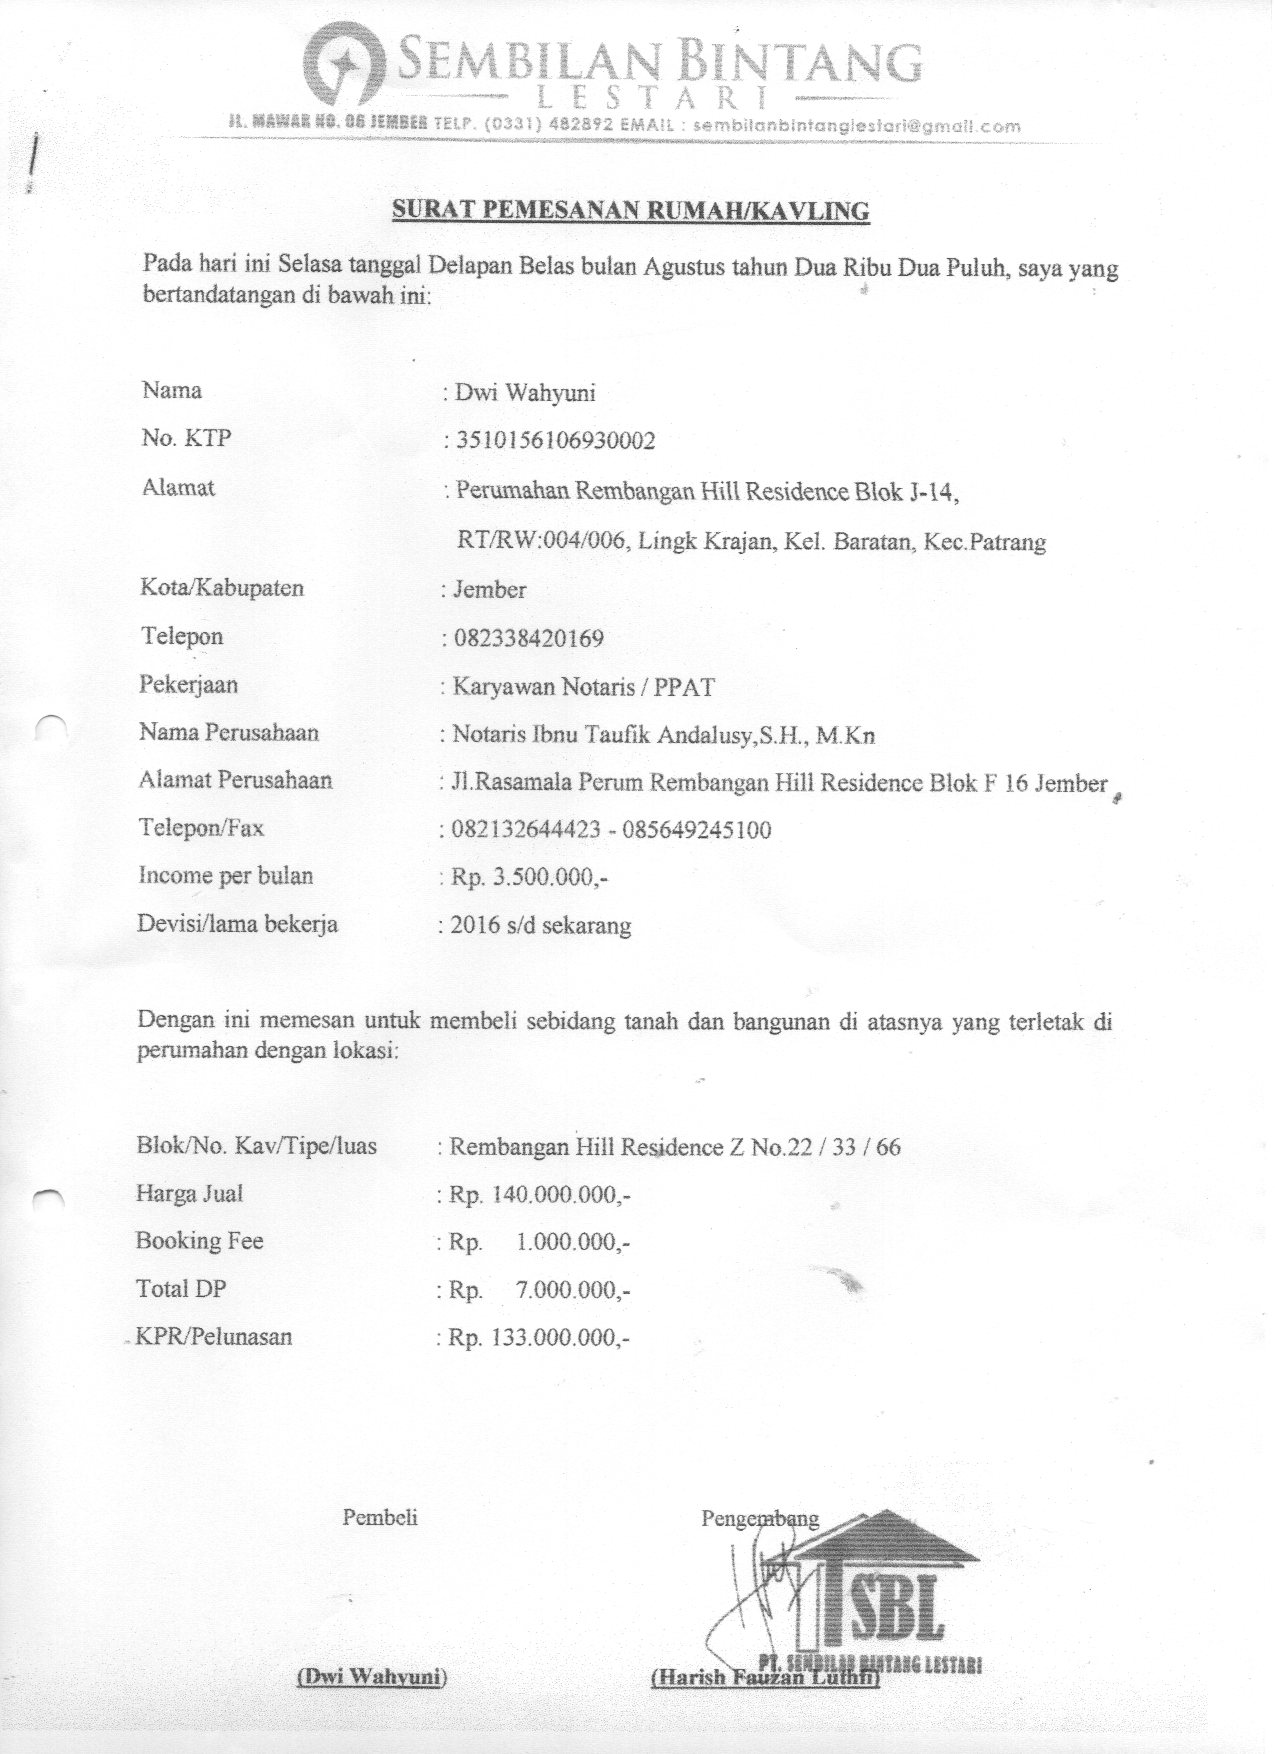 SEMBILAN BINTANG
LESTARI
JL. MAWAR NO. 06 JEMBER TELP. (0331) 482892 EMAIL : sembilanbintanglestari@gmail.com
SURAT PEMESANAN RUMAH/KAVLING
Pada hari ini Selasa tanggal Delapan Belas bulan Agustus tahun Dua Ribu Dua Puluh, saya yang
bertandatangan di bawah ini:
Nama : Dwi Wahyuni
No. KTP : 3510156106930002
Alamat : Perumahan Rembangan Hill Residence Blok J-14,
RT/RW:004/006, Lingk Krajan, Kel. Baratan, Kec.Patrang
Kota/Kabupaten : Jember
Telepon : 082338420169
Pekerjaan : Karyawan Notaris / PPAT
Nama Perusahaan : Notaris Ibnu Taufik Andalusy,S.H., M.Kn
Alamat Perusahaan : Jl.Rasamala Perum Rembangan Hill Residence Blok F 16 Jember
Telepon/Fax : 082132644423 - 085649245100
Income per bulan : Rp. 3.500.000,-
Devisi/lama bekerja : 2016 s/d sekarang
Dengan ini memesan untuk membeli sebidang tanah dan bangunan di atasnya yang terletak di
perumahan dengan lokasi:
Blok/No. Kav/Tipe/luas : Rembangan Hill Residence Z No.22 / 33 / 66
Harga Jual : Rp. 140.000.000,-
Booking Fee : Rp. 1.000.000,-
Total DP : Rp. 7.000.000,-
KPR/Pelunasan : Rp. 133.000.000,-
Pembeli Pengembang
SBL
PT. SEMBILAN BINTANG LESTARI
(Dwi Wahyuni) (Harish Fauzan Luthfi)